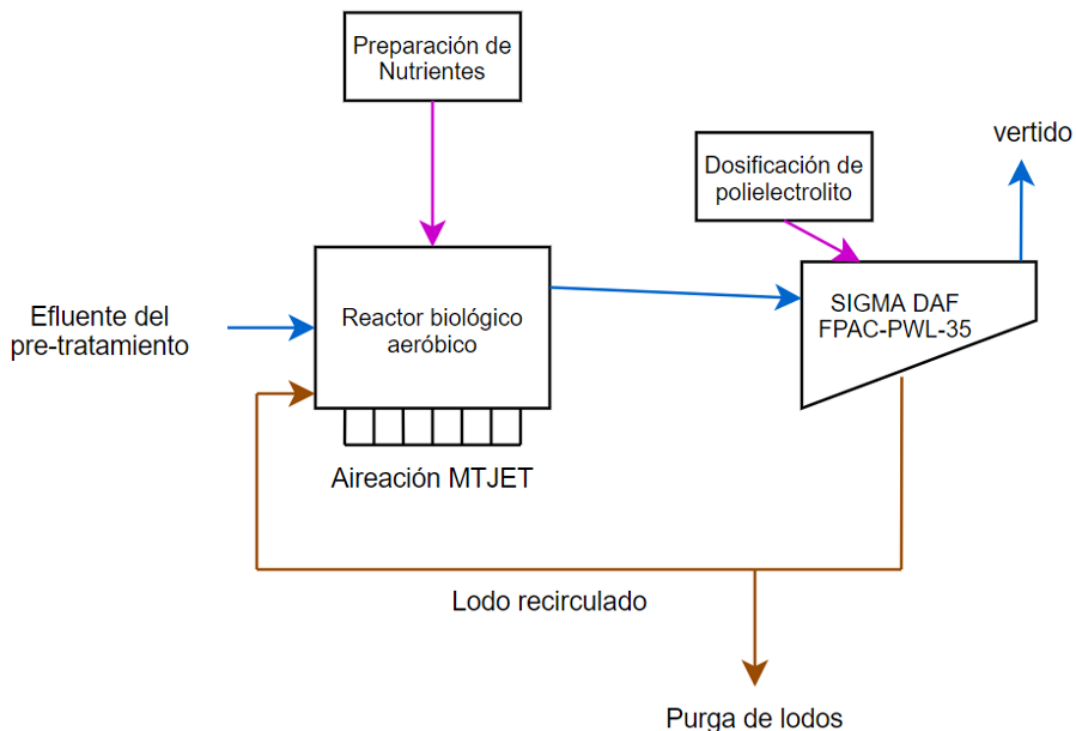 Preparación de
Nutrientes
vertido
Dosificación de
polielectrolito
Efluente del
pre-tratamiento
Reactor biológico
aeróbico
SIGMA DAF
FPAC-PWL-35
Aireación MTJET
Lodo recirculado
Purga de lodos